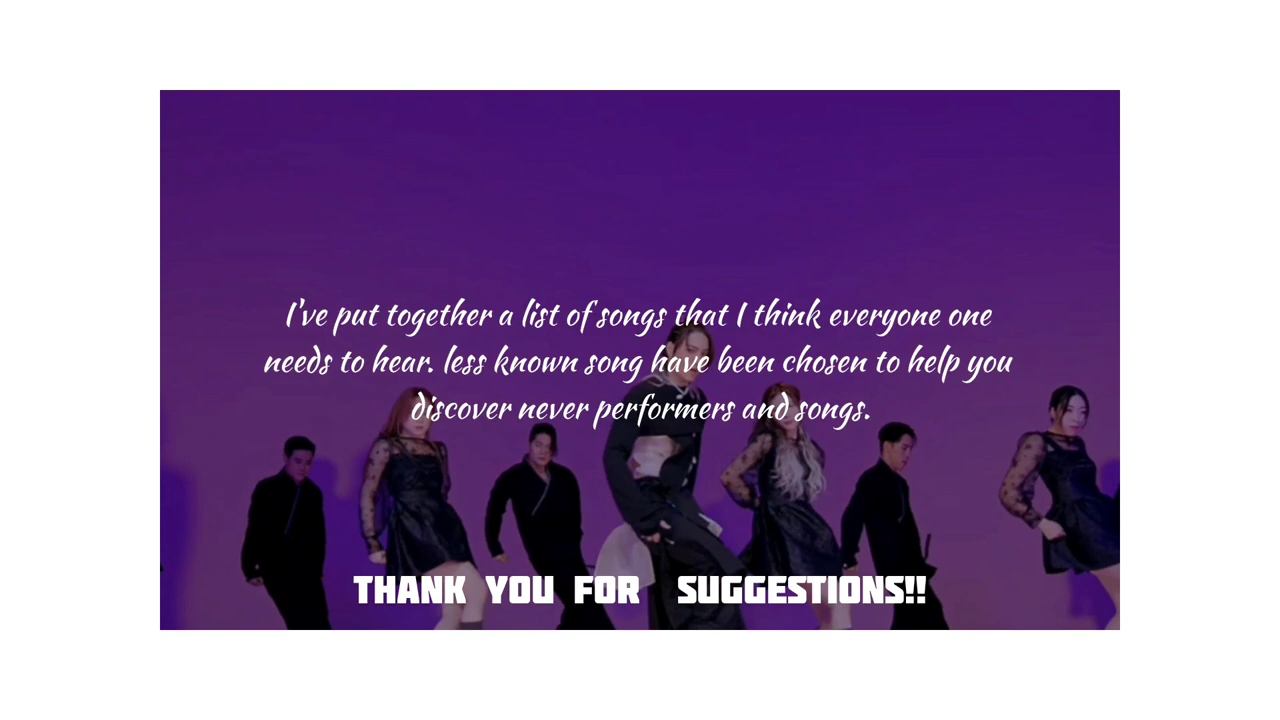 I've put together a list of songs that I think everyone one
needs to hear. less known song have been chosen to help you
discover never performers and songs.
THANK YOU FOR SUGGESTIONS!!